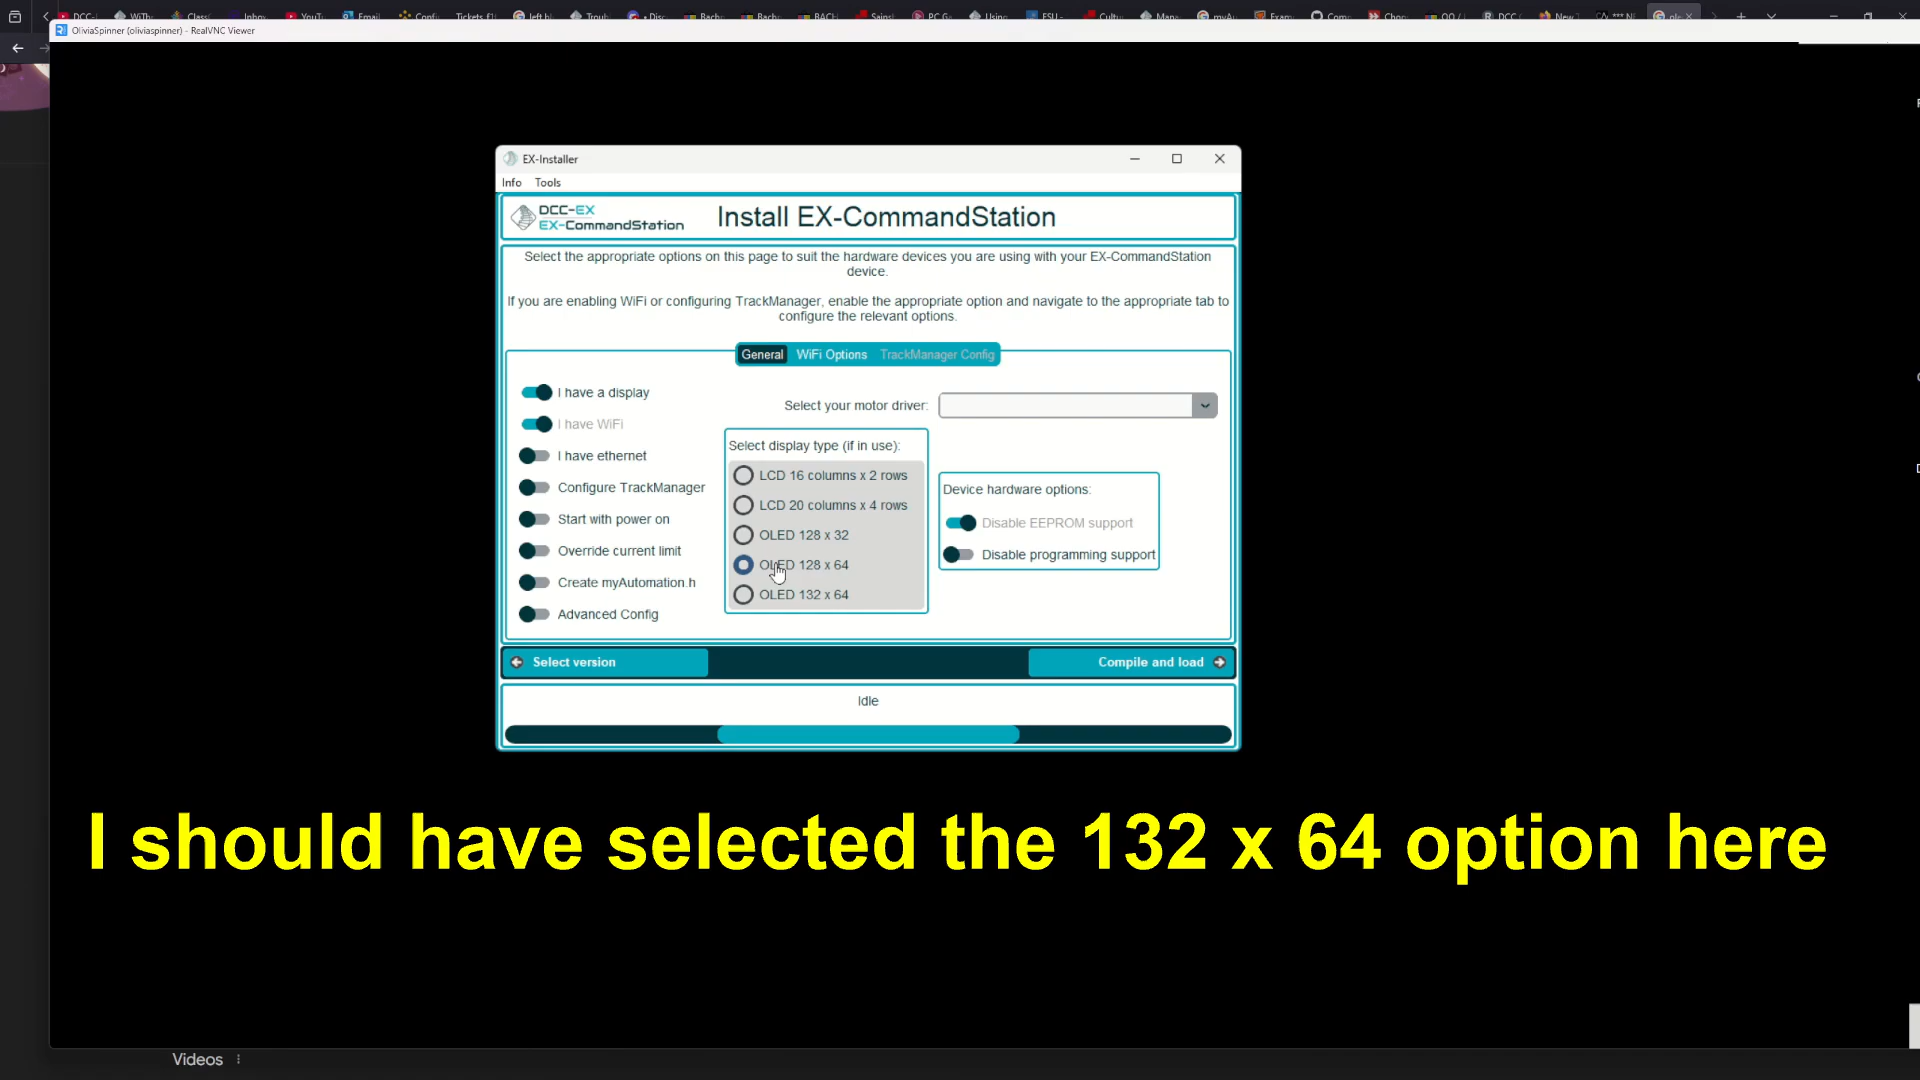 OliviaSpinner (oliviaspinner) - RealVNC Viewer
EX-Installer
Info Tools
DCC-EX
EX-CommandStation
Install EX-CommandStation
Select the appropriate options on this page to suit the hardware devices you are using with your EX-CommandStation
device.
If you are enabling WiFi or configuring TrackManager, enable the appropriate option and navigate to the appropriate tab to
configure the relevant options.
General WiFi Options TrackManager Config
I have a display
I have WiFi
I have ethernet
Configure TrackManager
Start with power on
Override current limit
Create myAutomation.h
Advanced Config
Select your motor driver:
Select display type (if in use):
LCD 16 columns x 2 rows
LCD 20 columns x 4 rows
OLED 128 x 32
OLED 128 x 64
OLED 132 x 64
Device hardware options:
Disable EEPROM support
Disable programming support
Select version
Compile and load
Idle
I should have selected the 132 x 64 option here
Videos